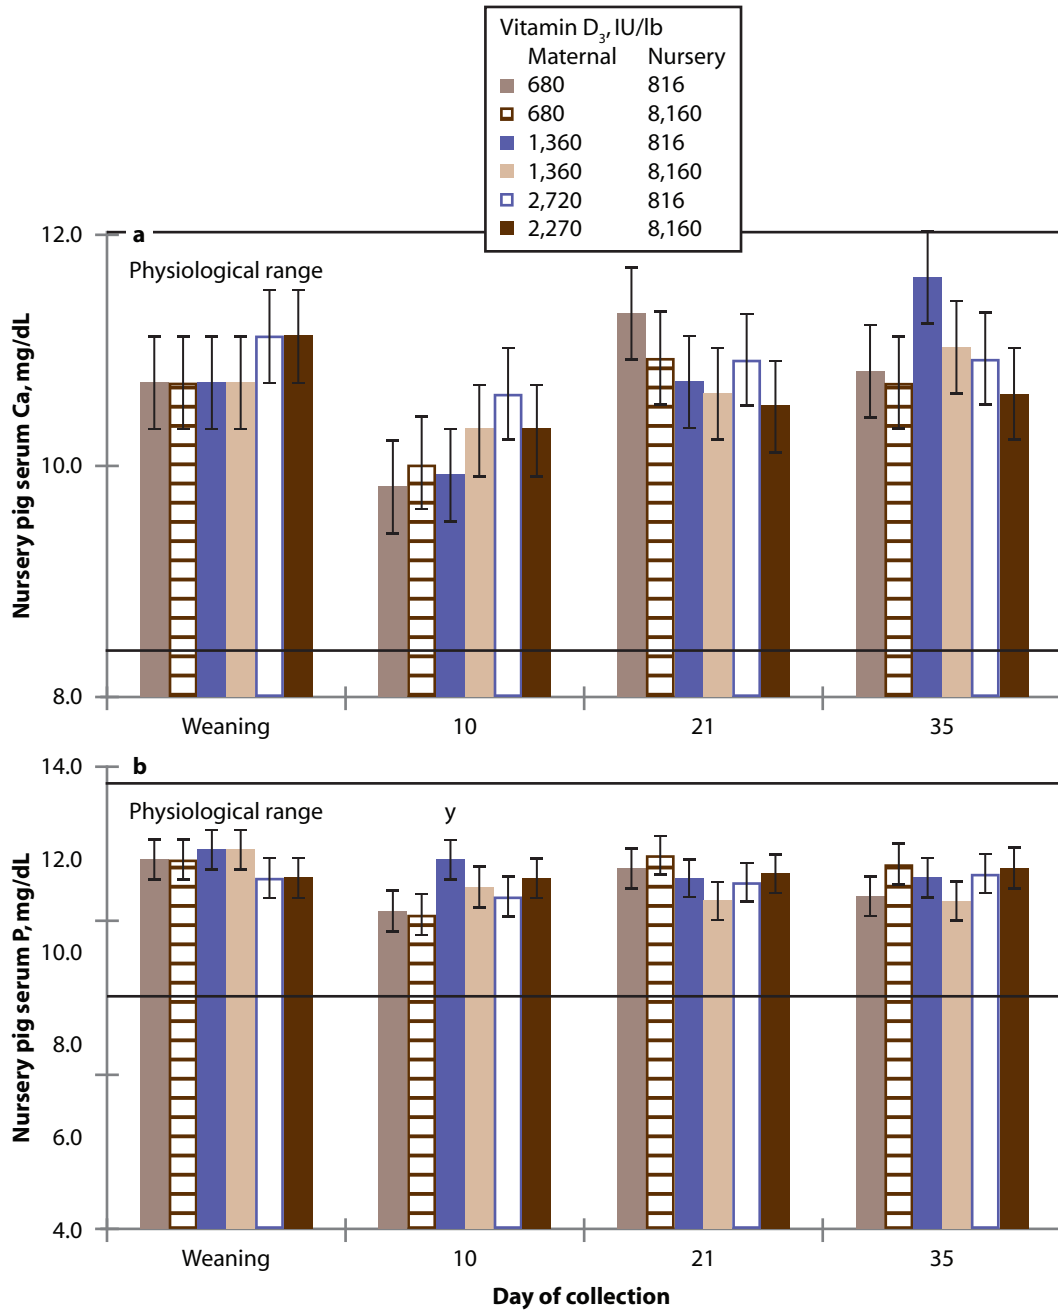 Vitamin D3, IU/lb
Maternal Nursery
680 816
680 8,160
1,360 816
1,360 8,160
2,720 816
2,270 8,160
12.0
a
Physiological range
10.0
8.0
Nursery pig serum Ca, mg/dL
Weaning 10 21 35
14.0
b
Physiological range
y
12.0
10.0
8.0
6.0
4.0
Nursery pig serum P, mg/dL
Weaning 10 21 35
Day of collection